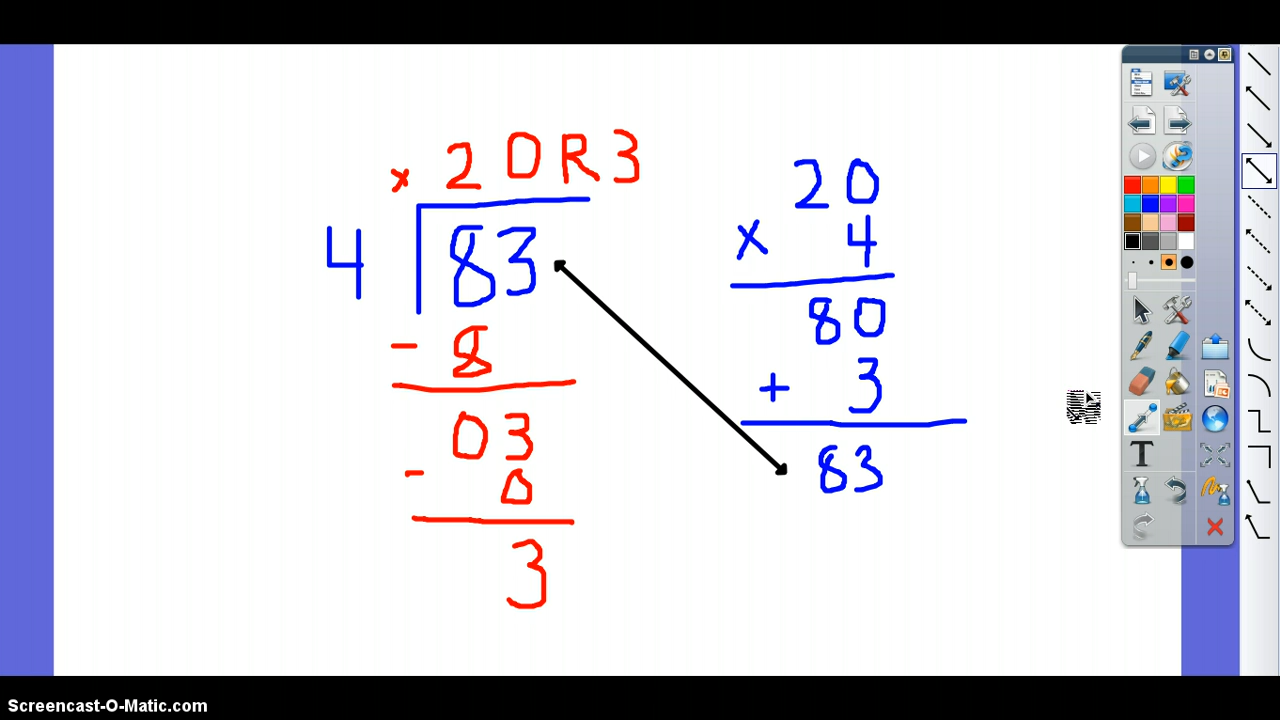 x 20R3
4 83
- 8
03
- 0
3
20
x 4
80
+ 3
83
T
Screencast-O-Matic.com